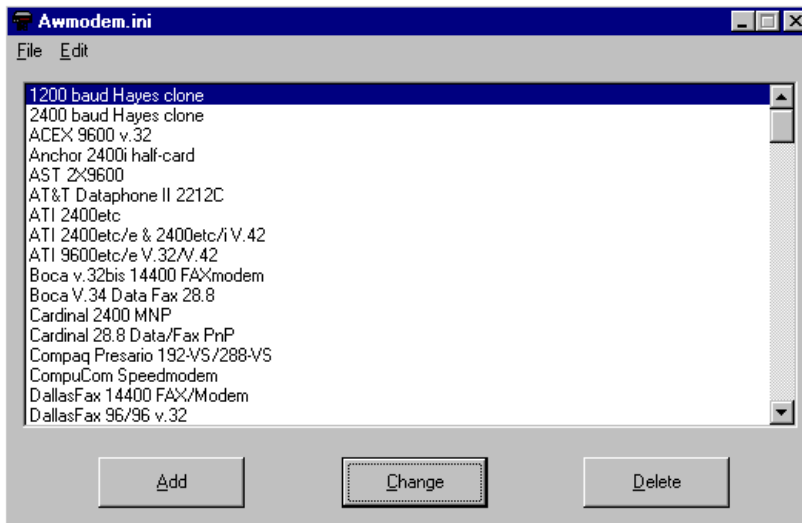 Awmodem.ini
File Edit
1200 baud Hayes clone
2400 baud Hayes clone
ACEX 9600 v.32
Anchor 2400i half-card
AST 2X9600
AT&T Dataphone II 2212C
ATI 2400etc
ATI 2400etc/e & 2400etc/i V.42
ATI 9600etc/e V.32/V.42
Boca v.32bis 14400 FAXmodem
Boca V.34 Data Fax 28.8
Cardinal 2400 MNP
Cardinal 28.8 Data/Fax PnP
Compaq Presario 192-VS/288-VS
CompuCom Speedmodem
DallasFax 14400 FAX/Modem
DallasFax 96/96 v.32
Add Change Delete